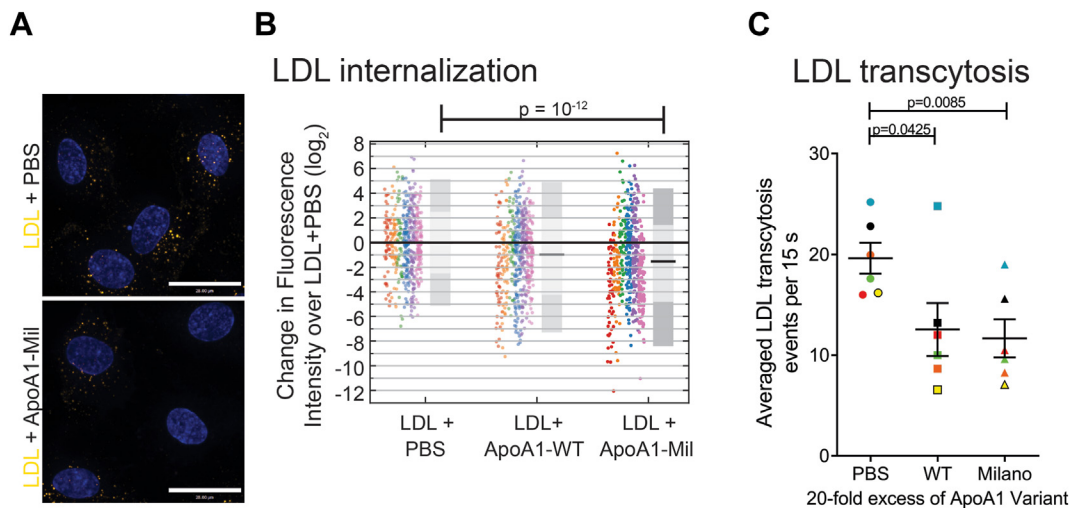 A
B
C
LDL + PBS
LDL + ApoA1-Mil
LDL internalization
p = 10-12
Change in Fluorescence
Intensity over LDL+PBS (log2)
8
6
4
2
0
-2
-4
-6
-8
-10
-12
LDL +
PBS
LDL+
ApoA1-WT
LDL +
ApoA1-Mil
LDL transcytosis
p=0.0085
p=0.0425
Averaged LDL transcytosis
events per 15 s
30
20
10
0
PBS
WT
Milano
20-fold excess of ApoA1 Variant